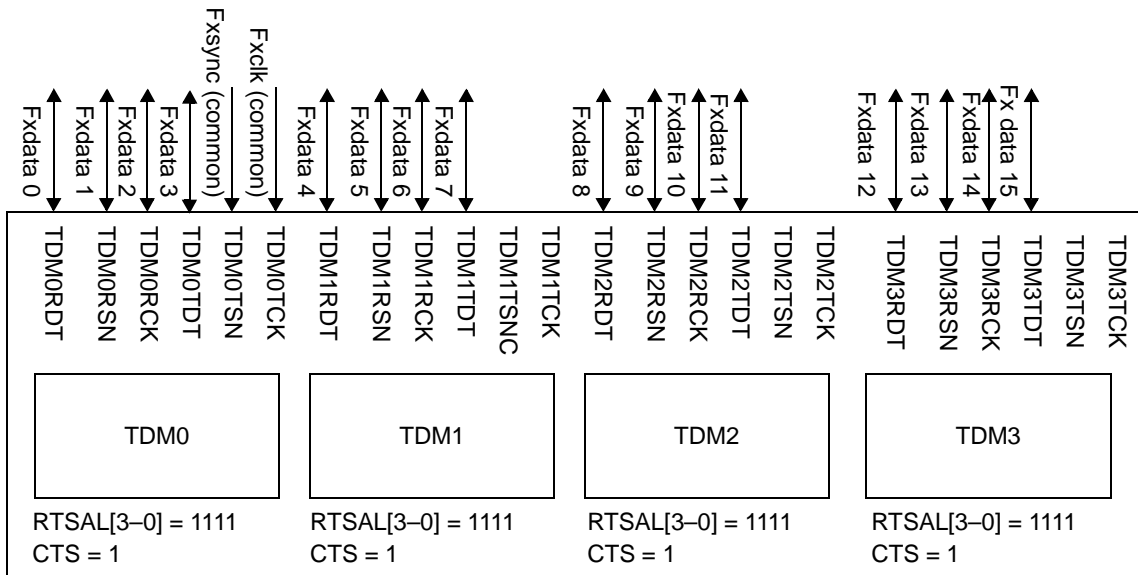 Fxdata 0
Fxdata 1
Fxdata 2
Fxdata 3
Fxsync (common)
Fxclk (common)
Fxdata 4
Fxdata 5
Fxdata 6
Fxdata 7
Fxdata 8
Fxdata 9
Fxdata 10
Fxdata 11
Fxdata 12
Fxdata 13
Fxdata 14
Fx data 15
TDM0RDT
TDM0RSN
TDM0RCK
TDM0TDT
TDM0TSN
TDM0TCK
TDM1RDT
TDM1RSN
TDM1RCK
TDM1TDT
TDM1TSNC
TDM1TCK
TDM2RDT
TDM2RSN
TDM2RCK
TDM2TDT
TDM2TSN
TDM2TCK
TDM3RDT
TDM3RSN
TDM3RCK
TDM3TDT
TDM3TSN
TDM3TCK
TDM0
TDM1
TDM2
TDM3
RTSAL[3–0] = 1111
CTS = 1
RTSAL[3–0] = 1111
CTS = 1
RTSAL[3–0] = 1111
CTS = 1
RTSAL[3–0] = 1111
CTS = 1